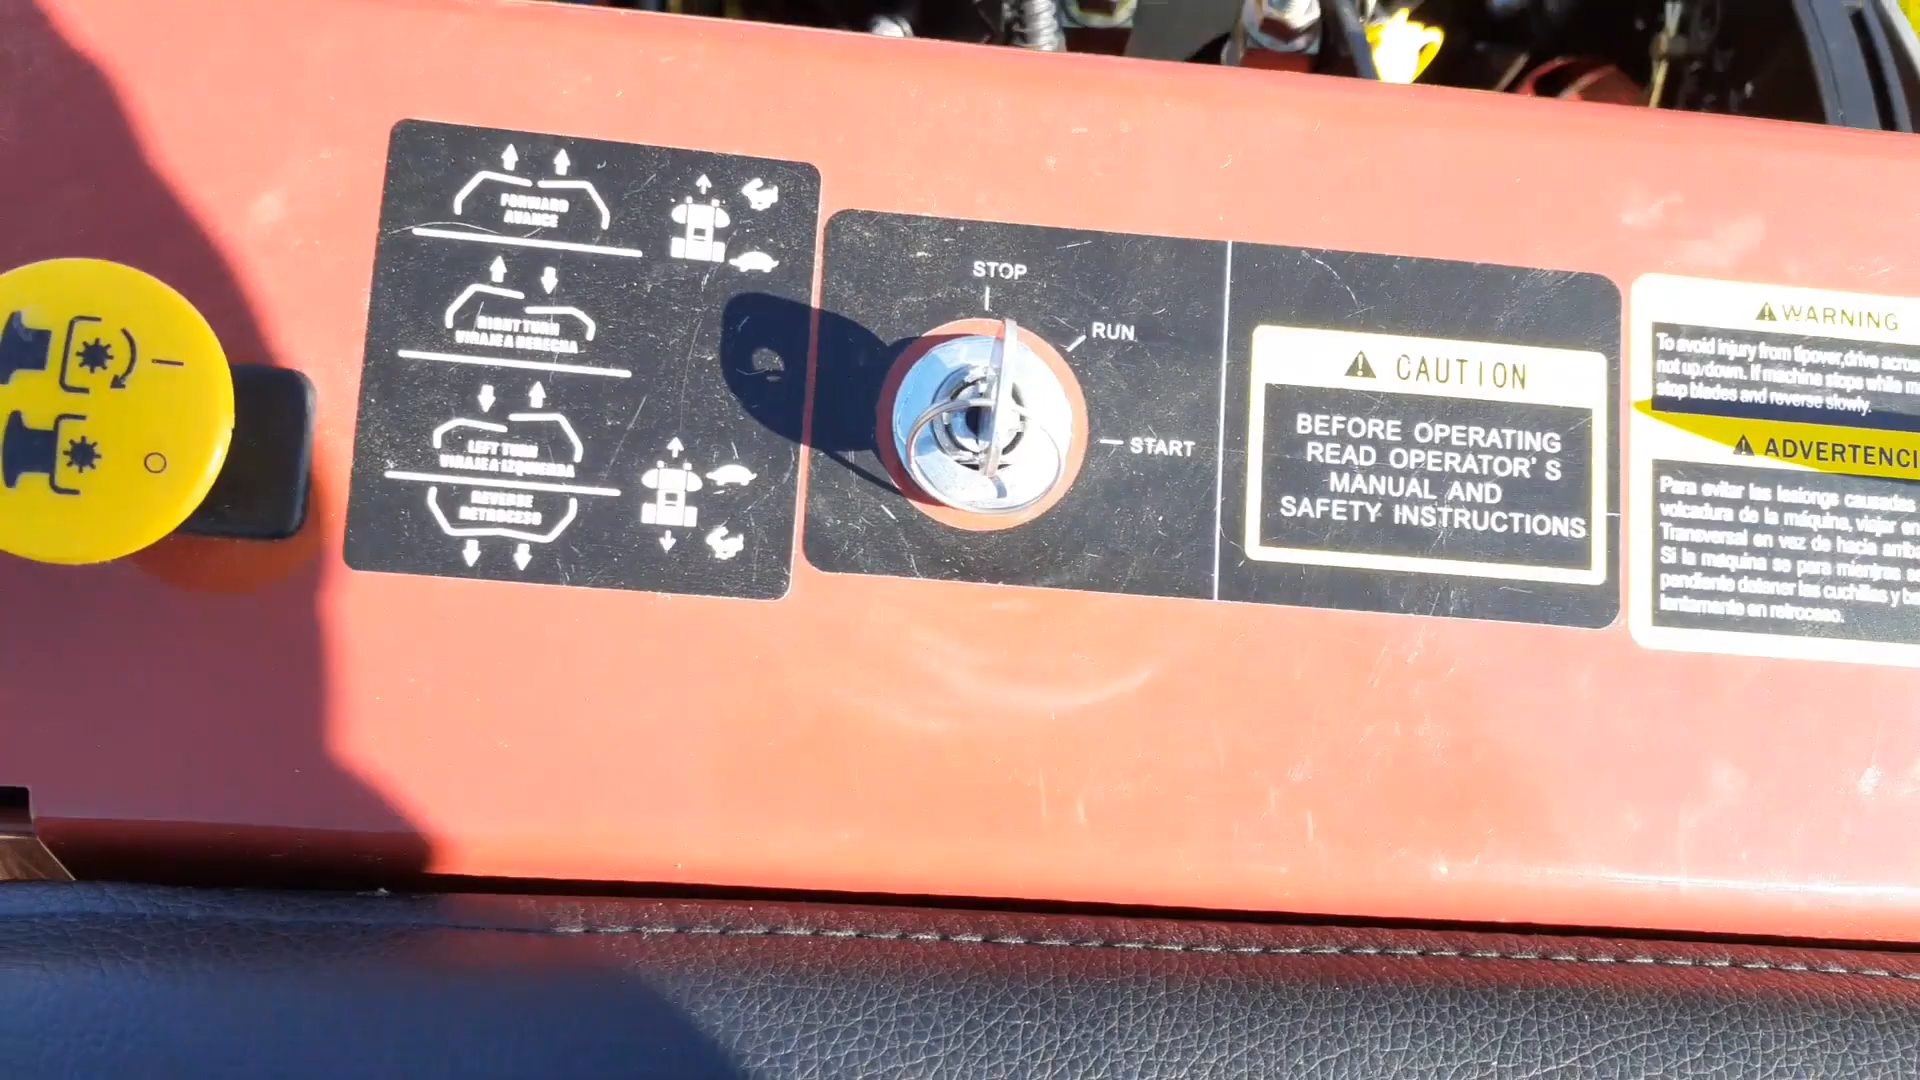 FORWARD
AVANCE
RIGHT TURN
VIRAJE A DERECHA
LEFT TURN
VIRAJE A IZQUIERDA
REVERSE
RETROCESO
STOP
RUN
START
CAUTION
BEFORE OPERATING
READ OPERATOR'S
MANUAL AND
SAFETY INSTRUCTIONS
WARNING
To avoid injury from tipover,drive
not up/down. If machine stops while
stop blades and reverse slowly.
ADVERTENCI
Para evitar las lesiongs causadas
volcadura de la máquina, viajar en
Transversal en vez de hacia
Si la maquina se para mientras
pendiente detener las cuchillas y
lentamente en retroceso.